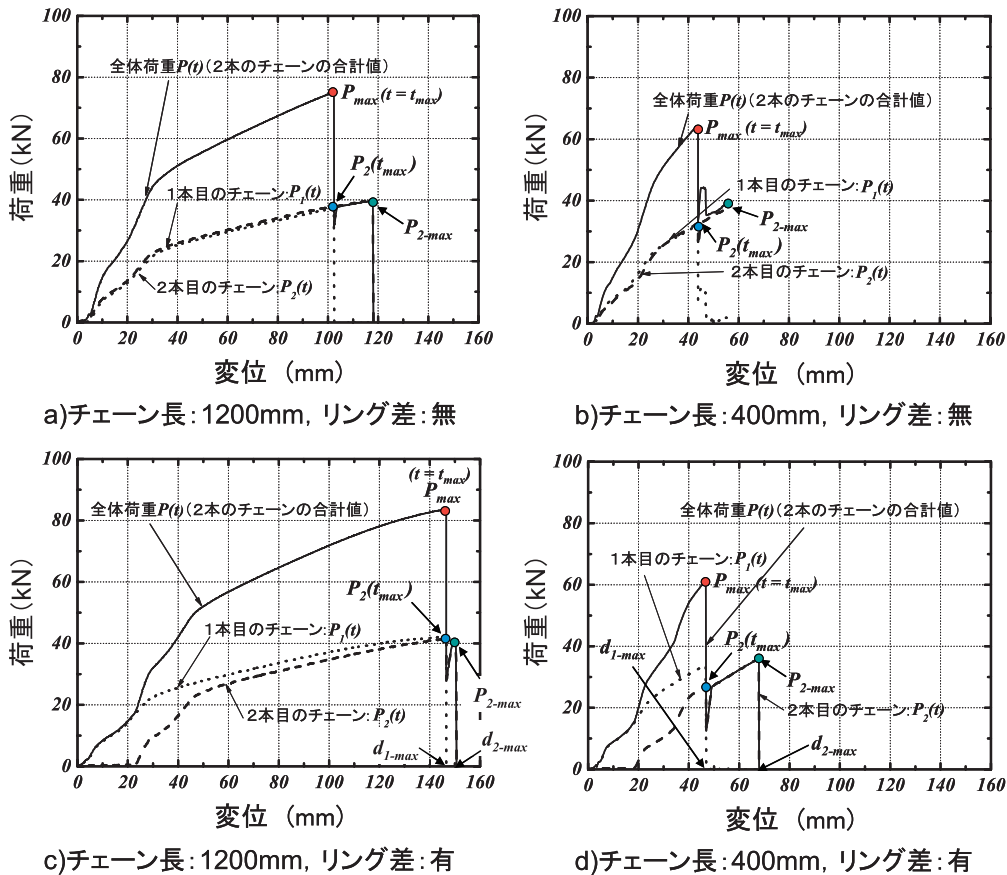 100
80
60
40
20
0
荷重(kN)
全体荷重P(t)(2本のチェーンの合計値)
Pmax (t = tmax)
1本目のチェーン:P1(t)
P2(tmax)
P2-max
2本目のチェーン:P2(t)
0 20 40 60 80 100 120 140 160
変位 (mm)
a)チェーン長:1200mm, リング差:無
100
80
60
40
20
0
荷重(kN)
全体荷重P(t)(2本のチェーンの合計値)
Pmax (t = tmax)
1本目のチェーン:P1(t)
P2-max
P2(tmax)
2本目のチェーン:P2(t)
0 20 40 60 80 100 120 140 160
変位 (mm)
b)チェーン長:400mm, リング差:無
100
80
60
40
20
0
荷重(kN)
(t = tmax)
Pmax
全体荷重P(t)(2本のチェーンの合計値)
P2(tmax)
1本目のチェーン:P1(t)
P2-max
2本目のチェーン:P2(t)
d1-max
d2-max
0 20 40 60 80 100 120 140 160
変位 (mm)
c)チェーン長:1200mm, リング差:有
100
80
60
40
20
0
荷重(kN)
全体荷重P(t)(2本のチェーンの合計値)
1本目のチェーン:P1(t)
Pmax (t = tmax)
P2(tmax)
d1-max
P2-max
2本目のチェーン:P2(t)
d2-max
0 20 40 60 80 100 120 140 160
変位 (mm)
d)チェーン長:400mm, リング差:有